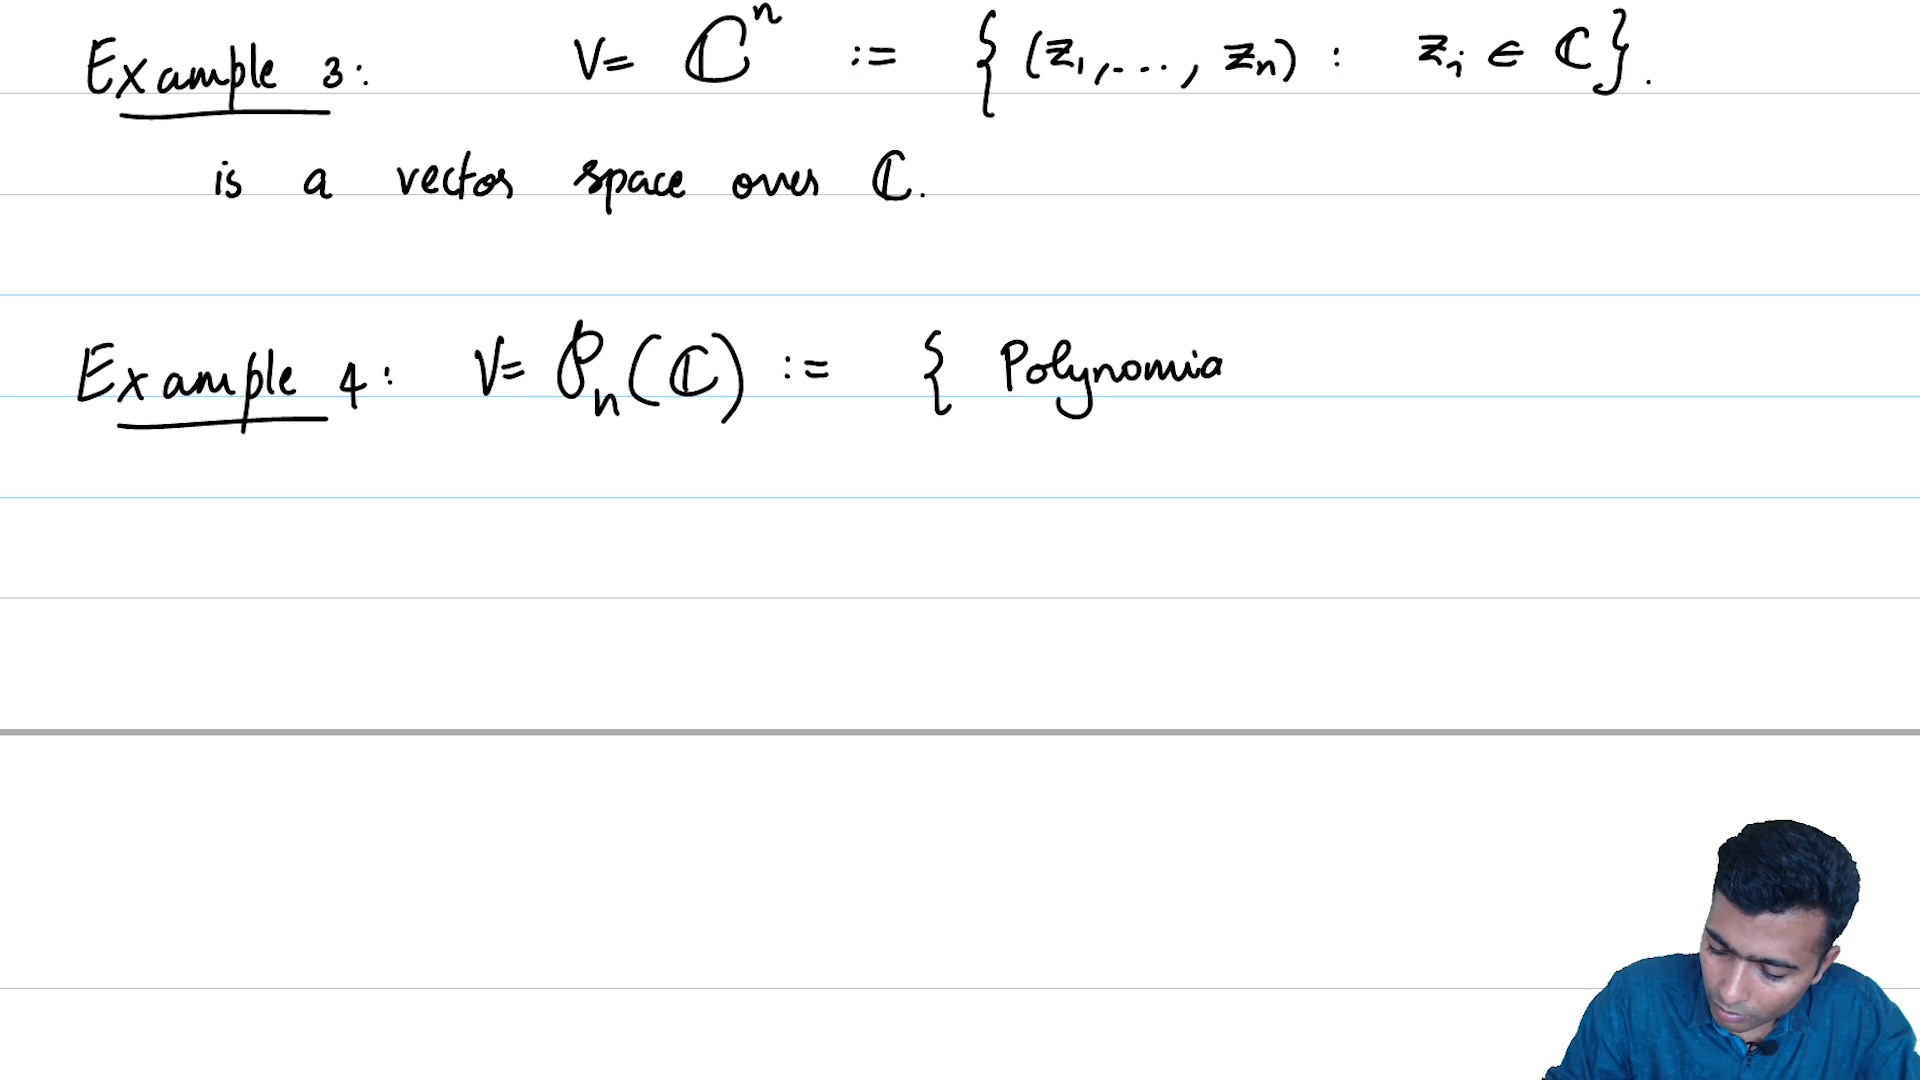 Example 3: V= ℂⁿ := { (z₁,..., zₙ) : zᵢ ∈ ℂ}.
is a vector space over ℂ.
Example 4: V= 𝒫ₙ(ℂ) := { Polynomia